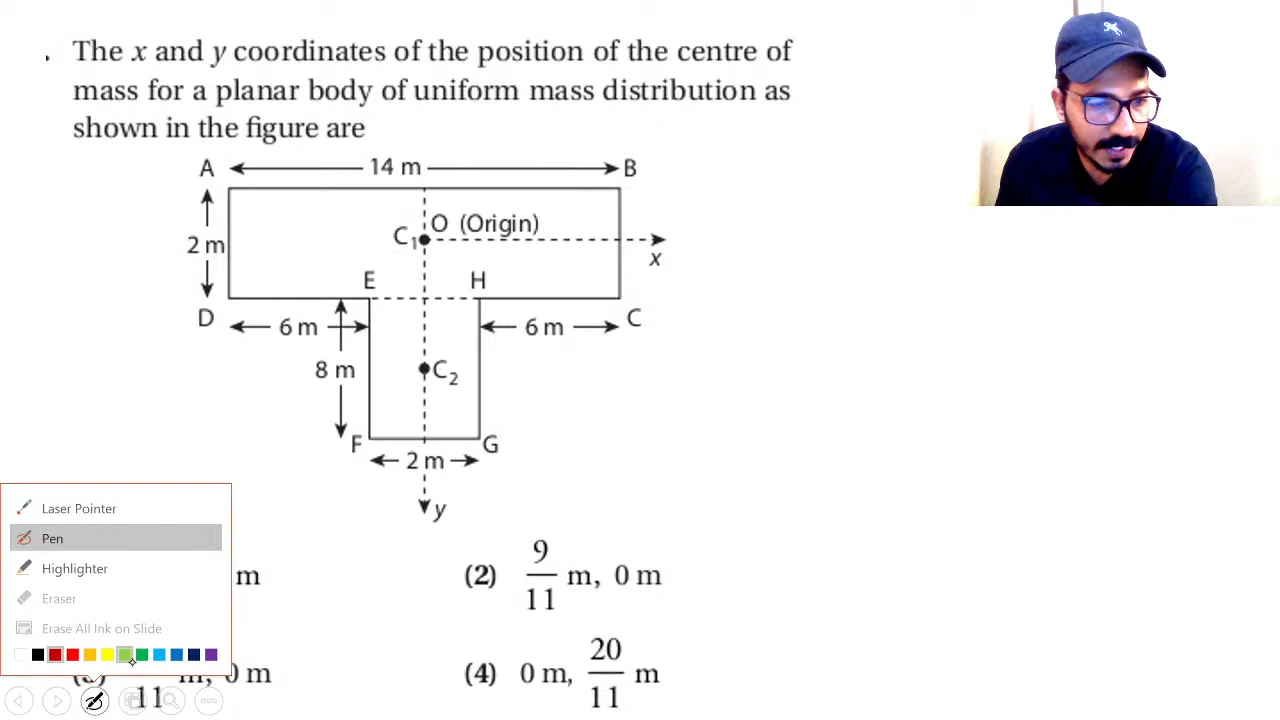 The x and y coordinates of the position of the centre of
mass for a planar body of uniform mass distribution as
shown in the figure are
A 14 m B
O (Origin)
C₁
2 m
x
E H
D 6 m 6 m C
8 m C₂
F G
2 m
y
Laser Pointer
Pen
Highlighter
Eraser
Erase All Ink on Slide
m
(2) 9/11 m, 0 m
11 m, 0 m
(4) 0 m, 20/11 m